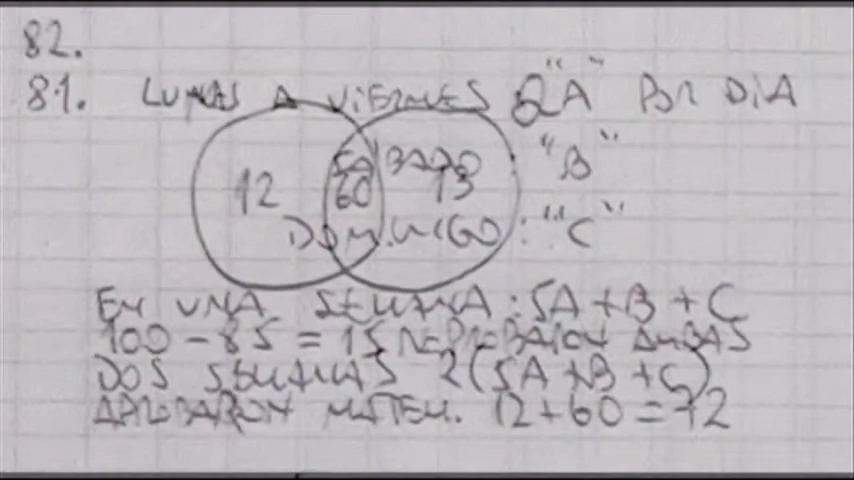 82.
81. LUNES A VIERNES "A" POR DIA
SABADO "B"
12 60 13
DOMINGO: "C"
EN UNA SEMANA: 5A + B + C
100 - 85 = 15 REPROBARON AMBAS
DOS SEMANAS 2(5A + B + C)
APROBARON MATEM. 12 + 60 = 72